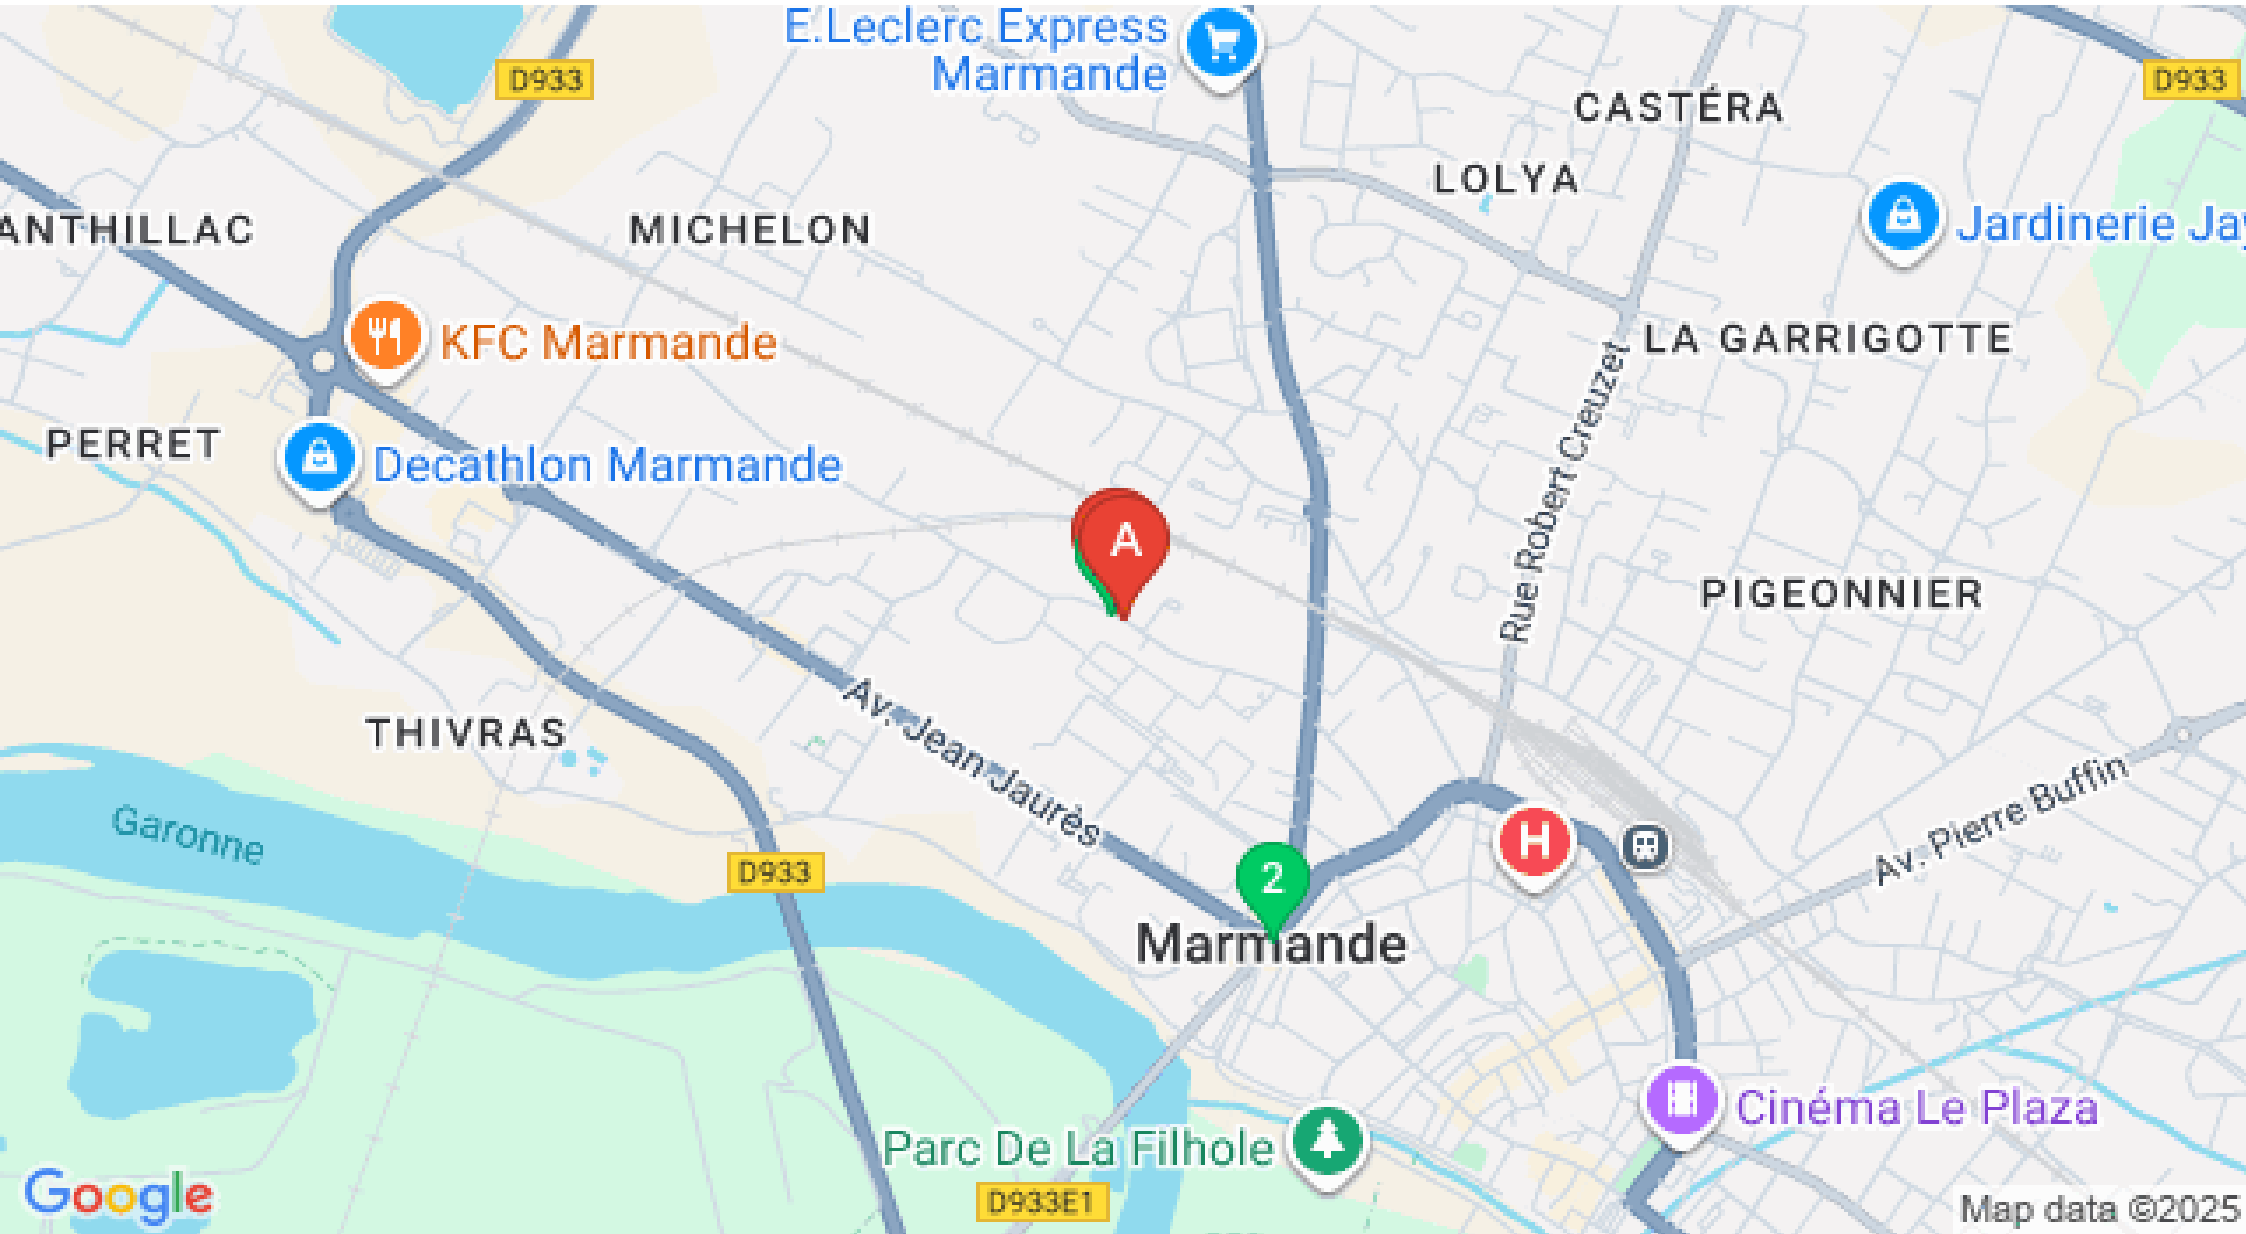 E.Leclerc Express
Marmande
D933
D933
CASTÉRA
LOLYA
ANTHILLAC
MICHELON
Jardinerie Jay
KFC Marmande
LA GARRIGOTTE
PERRET
Decathlon Marmande
Rue Robert Creuzet
A
PIGEONNIER
THIVRAS
Av. Jean Jaurès
Garonne
D933
2
H
Av. Pierre Buffin
Marmande
Cinéma Le Plaza
Parc De La Filhole
D933E1
Google
Map data ©2025